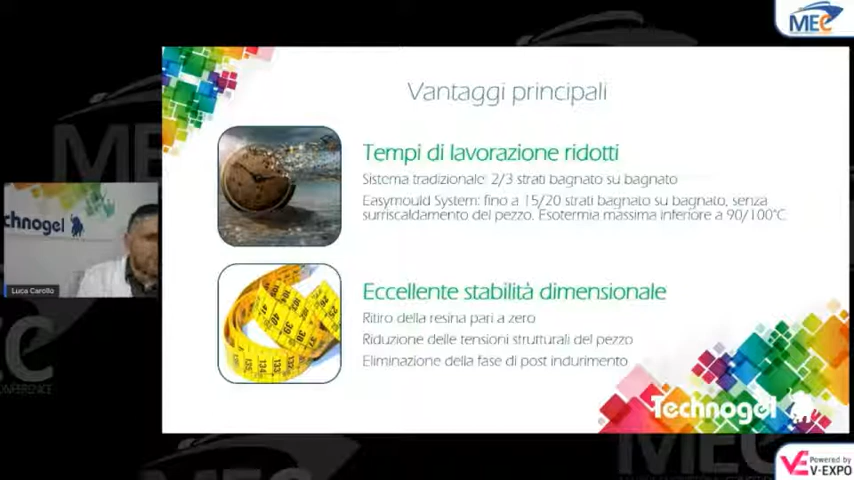 MEC
Vantaggi principali
Tempi di lavorazione ridotti
Sistema tradizionale: 2/3 strati bagnato su bagnato
Easymould System: fino a 15/20 strati bagnato su bagnato, senza
surriscaldamento del pezzo. Esotermia massima inferiore a 90/100°C
chnogel
Luca Carollo
Eccellente stabilità dimensionale
Ritiro della resina pari a zero
Riduzione delle tensioni strutturali del pezzo
Eliminazione della fase di post indurimento
Technogel
Powered by
V-EXPO